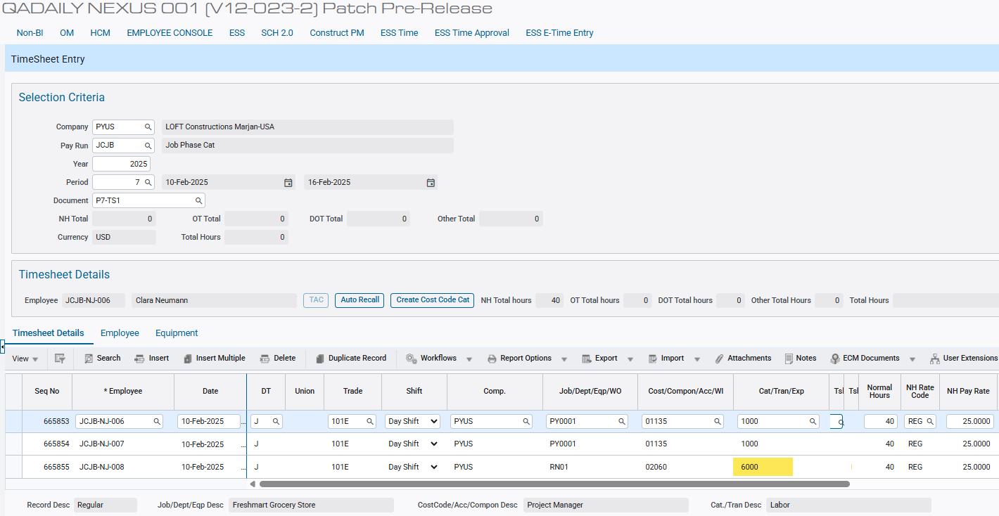 QADAILY NEXUS 001 (V12-023-2) Patch Pre-Release
Non-BI OM HCM EMPLOYEE CONSOLE ESS SCH 2.0 Construct PM ESS Time ESS Time Approval ESS E-Time Entry
TimeSheet Entry
Selection Criteria
Company PYUS LOFT Constructions Marjan-USA
Pay Run JCJB Job Phase Cat
Year 2025
Period 7 10-Feb-2025 16-Feb-2025
Document P7-TS1
NH Total 0 OT Total 0 DOT Total 0 Other Total 0
Currency USD Total Hours 0
Timesheet Details
Employee JCJB-NJ-006 Clara Neumann TAC Auto Recall Create Cost Code Cat NH Total hours 40 OT Total hours 0 DOT Total hours 0 Other Total Hours 0 Total Hours
Timesheet Details Employee Equipment
View Search Insert Insert Multiple Delete Duplicate Record Workflows Report Options Export Import Attachments Notes ECM Documents User Extensions
Seq No * Employee Date DT Union Trade Shift Comp. Job/Dept/Eqp/WO Cost/Compon/Acc/WI Cat/Tran/Exp Tsl Tsl Normal Hours NH Rate Code NH Pay Rate
665853 JCJB-NJ-006 10-Feb-2025 ... J 101E Day Shift PYUS PY0001 01135 1000 40 REG 25.0000
665854 JCJB-NJ-007 10-Feb-2025 ... J 101E Day Shift PYUS PY0001 01135 1000 40 REG 25.0000
665855 JCJB-NJ-008 10-Feb-2025 ... J 101E Day Shift PYUS RN01 02060 6000 40 REG 25.0000
Record Desc Regular Job/Dept/Eqp Desc Freshmart Grocery Store CostCode/Acc/Compon Desc Project Manager Cat./Tran Desc Labor